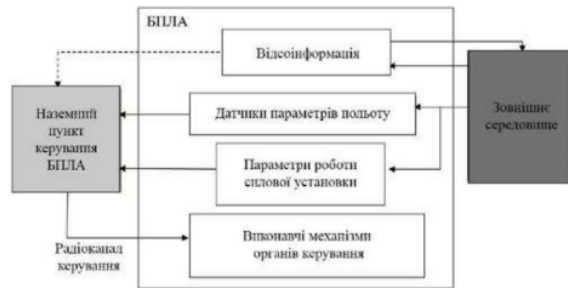 БПЛА
Відеоінформація
Наземний
пункт
керування
БПЛА
Датчики параметрів польоту
Зовнішнє
середовище
Параметри роботи
силової установки
Виконавчі механізми
органів керування
Радіоканал
керування